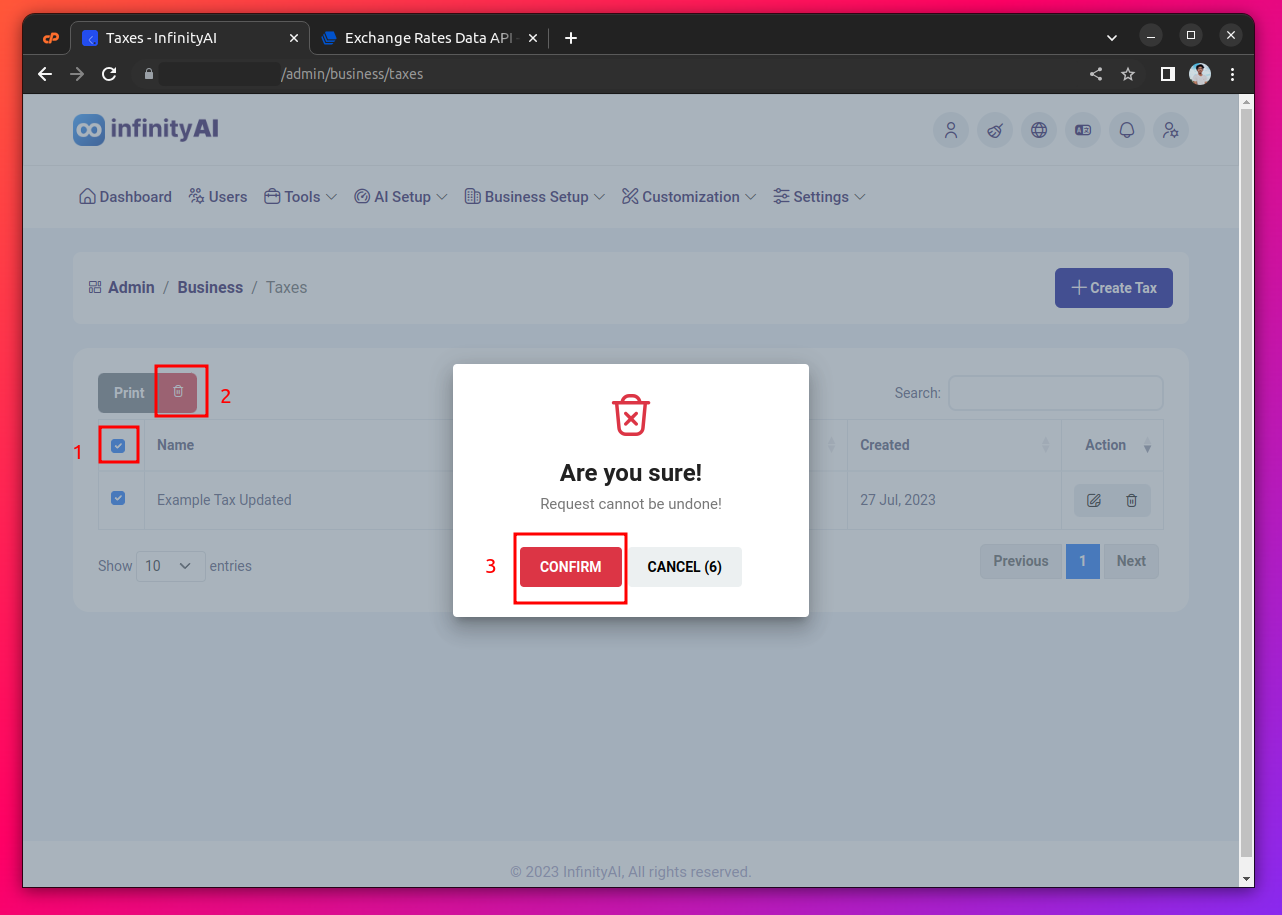 Taxes - InfinityAI
Exchange Rates Data API
/admin/business/taxes
infinityAI
Dashboard Users Tools AI Setup Business Setup Customization Settings
Admin / Business / Taxes
Create Tax
Print
2
Search:
1
Name
Created
Action
Example Tax Updated
27 Jul, 2023
Show 10 entries
Previous 1 Next
Are you sure!
Request cannot be undone!
3
CONFIRM
CANCEL (6)
© 2023 InfinityAI, All rights reserved.